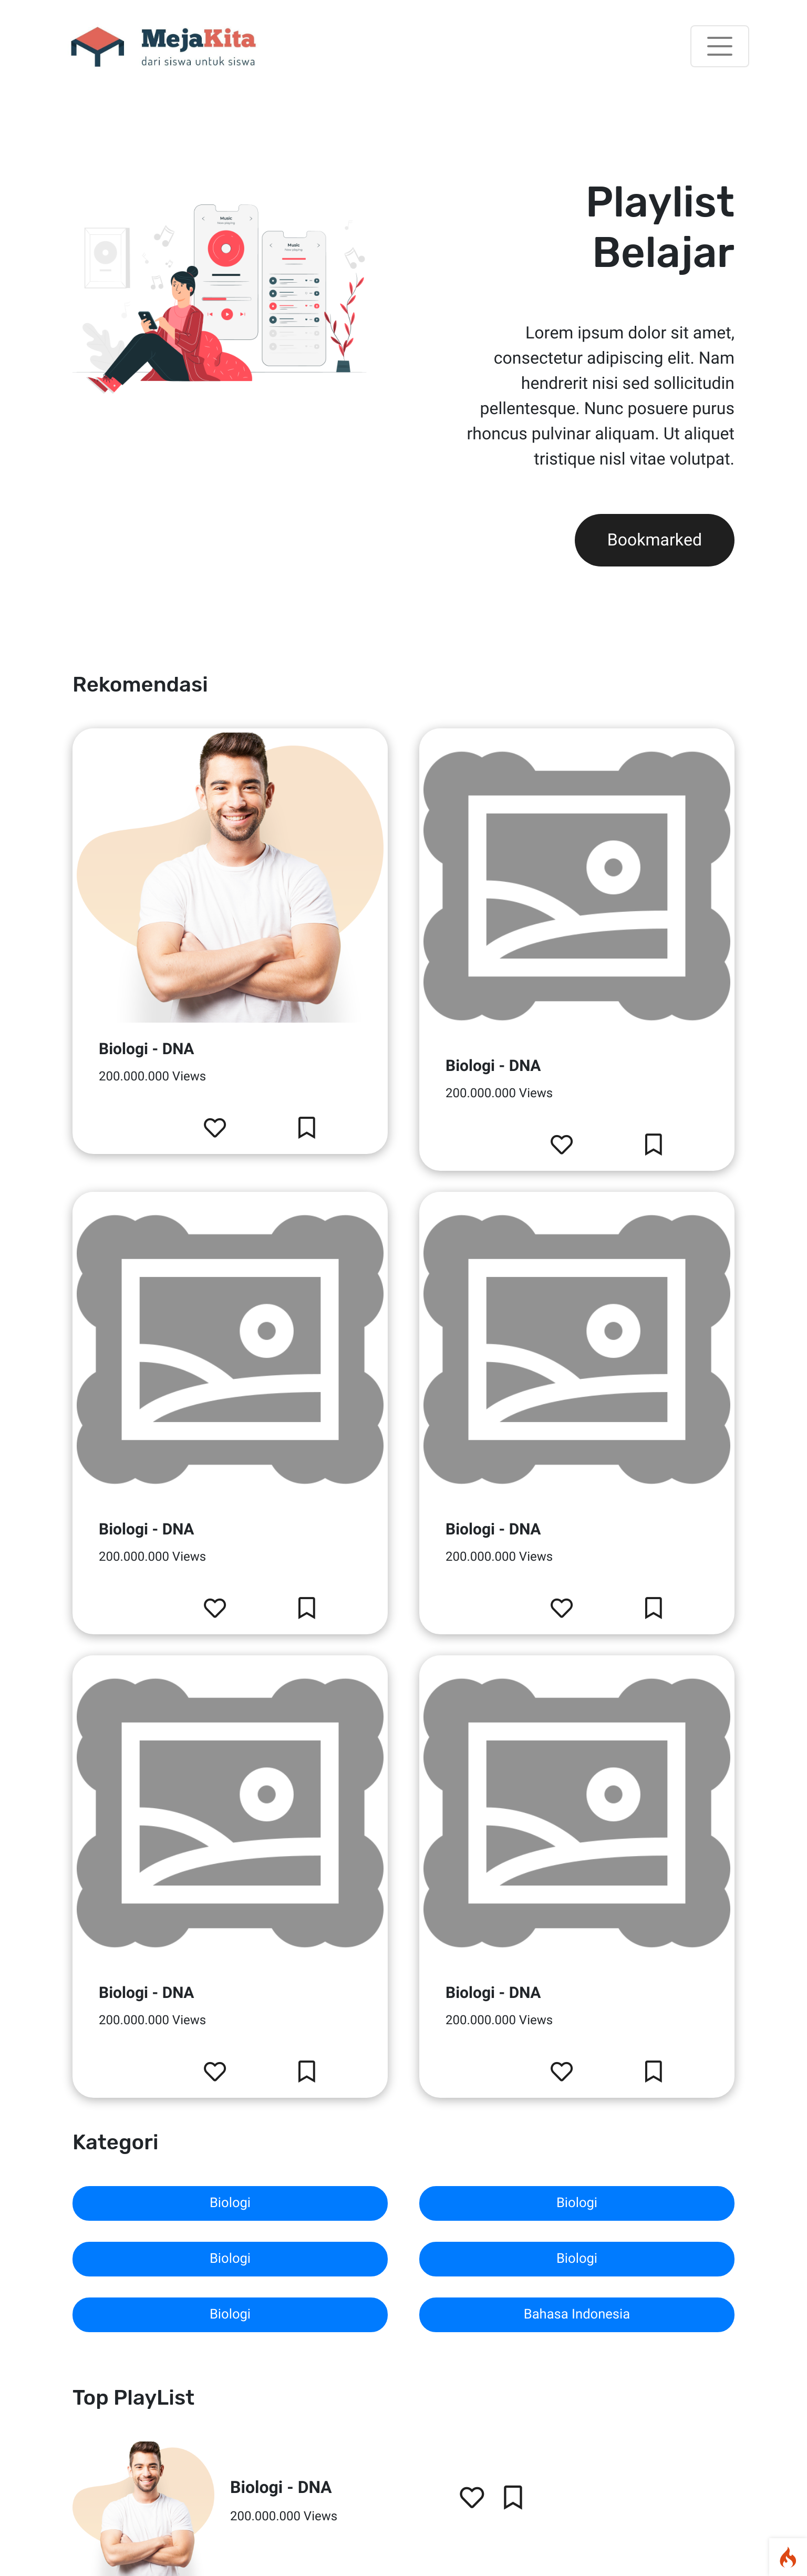 MejaKita
dari siswa untuk siswa
Music
Music
Playlist
Belajar
Lorem ipsum dolor sit amet,
consectetur adipiscing elit. Nam
hendrerit nisi sed sollicitudin
pellentesque. Nunc posuere purus
rhoncus pulvinar aliquam. Ut aliquet
tristique nisl vitae volutpat.
Bookmarked
Rekomendasi
Biologi - DNA
200.000.000 Views
Biologi - DNA
200.000.000 Views
Biologi - DNA
200.000.000 Views
Biologi - DNA
200.000.000 Views
Biologi - DNA
200.000.000 Views
Biologi - DNA
200.000.000 Views
Kategori
Biologi
Biologi
Biologi
Biologi
Biologi
Bahasa Indonesia
Top PlayList
Biologi - DNA
200.000.000 Views